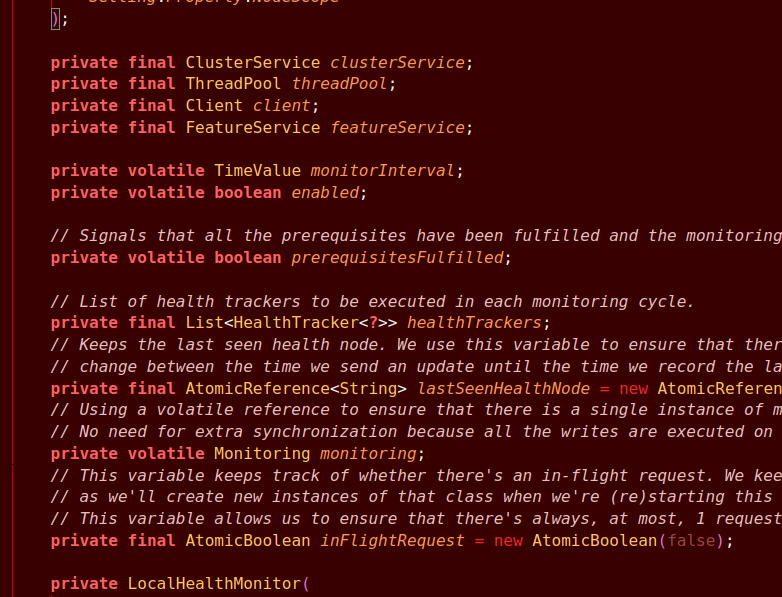 Setting.Property.NodeScope
);
private final ClusterService clusterService;
private final ThreadPool threadPool;
private final Client client;
private final FeatureService featureService;
private volatile TimeValue monitorInterval;
private volatile boolean enabled;
// Signals that all the prerequisites have been fulfilled and the monitoring
private volatile boolean prerequisitesFulfilled;
// List of health trackers to be executed in each monitoring cycle.
private final List<HealthTracker<?>> healthTrackers;
// Keeps the last seen health node. We use this variable to ensure that ther
// change between the time we send an update until the time we record the la
private final AtomicReference<String> lastSeenHealthNode = new AtomicReferen
// Using a volatile reference to ensure that there is a single instance of m
// No need for extra synchronization because all the writes are executed on
private volatile Monitoring monitoring;
// This variable keeps track of whether there's an in-flight request. We kee
// as we'll create new instances of that class when we're (re)starting this
// This variable allows us to ensure that there's always, at most, 1 request
private final AtomicBoolean inFlightRequest = new AtomicBoolean(false);
private LocalHealthMonitor(